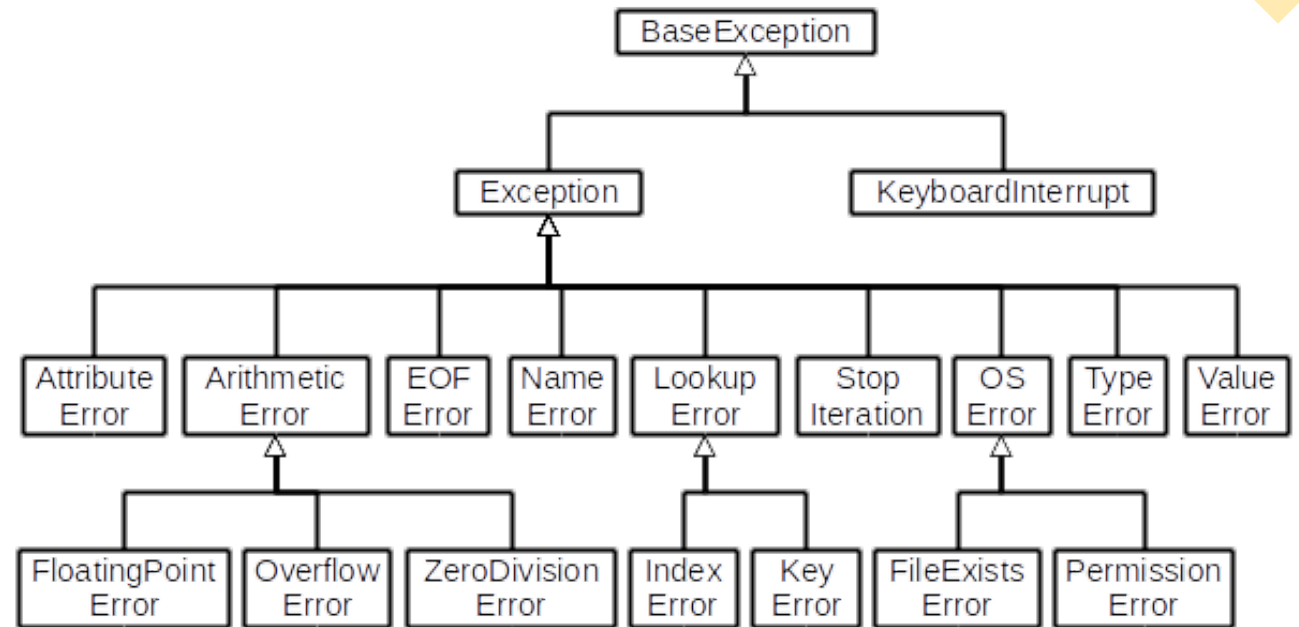 BaseException
Exception
KeyboardInterrupt
Attribute
Error
Arithmetic
Error
EOF
Error
Name
Error
Lookup
Error
Stop
Iteration
OS
Error
Type
Error
Value
Error
FloatingPoint
Error
Overflow
Error
ZeroDivision
Error
Index
Error
Key
Error
FileExists
Error
Permission
Error